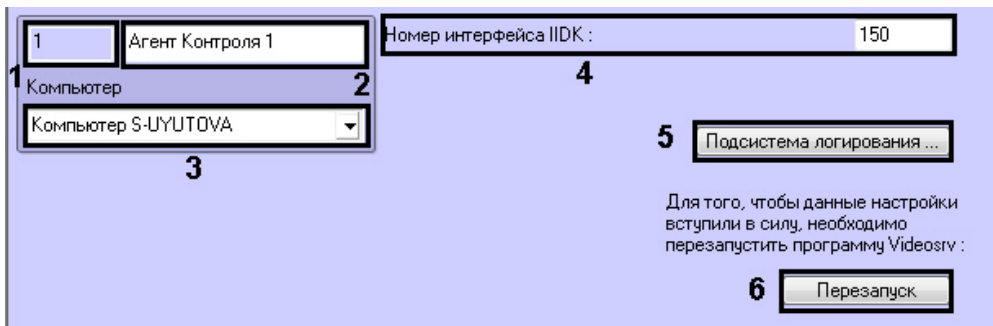 1
Агент Контроля 1
Номер интерфейса IIDK :
150
1
2
4
Компьютер
Компьютер S-UYUTOVA
3
5
Подсистема логирования ...
Для того, чтобы данные настройки
вступили в силу, необходимо
перезапустить программу Videosrv :
6
Перезапуск